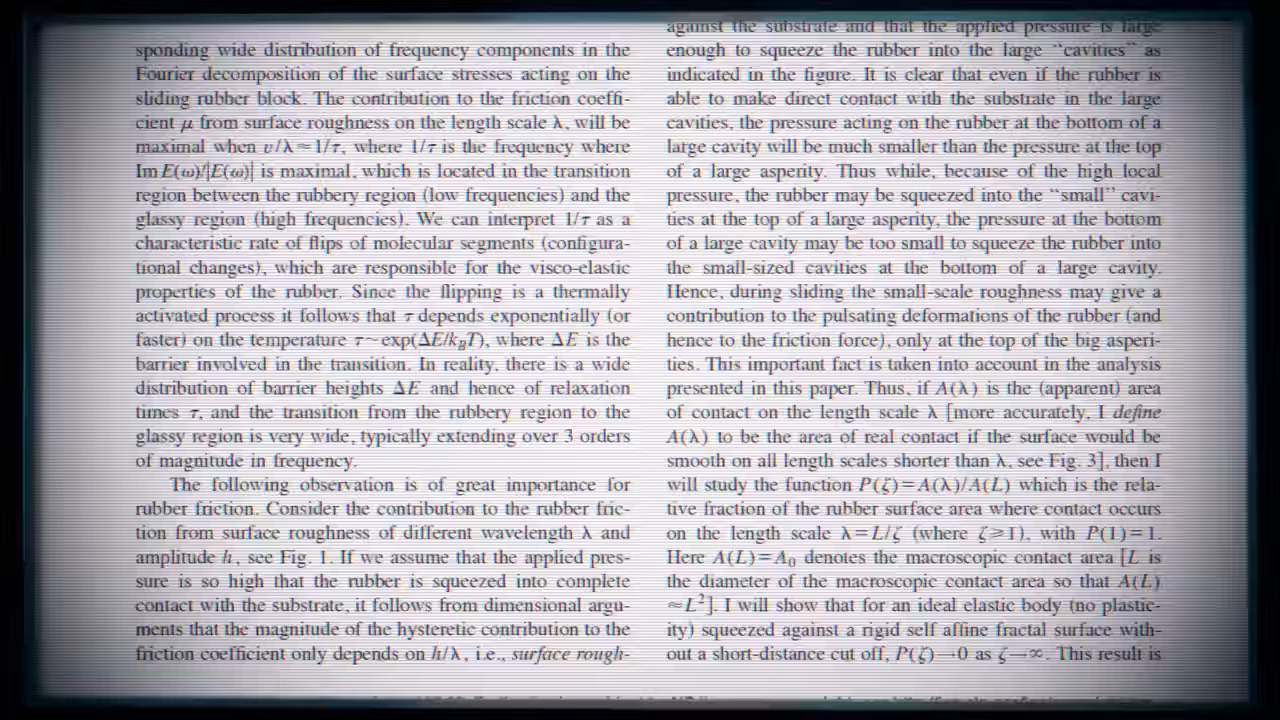 sponding wide distribution of frequency components in the
Fourier decomposition of the surface stresses acting on the
sliding rubber block. The contribution to the friction coeffi-
cient μ from surface roughness on the length scale λ, will be
maximal when v/λ≈1/τ, where 1/τ is the frequency where
Im E(ω)/|E(ω)| is maximal, which is located in the transition
region between the rubbery region (low frequencies) and the
glassy region (high frequencies). We can interpret 1/τ as a
characteristic rate of flips of molecular segments (configura-
tional changes), which are responsible for the visco-elastic
properties of the rubber. Since the flipping is a thermally
activated process it follows that τ depends exponentially (or
faster) on the temperature τ~exp(ΔE/kBT), where ΔE is the
barrier involved in the transition. In reality, there is a wide
distribution of barrier heights ΔE and hence of relaxation
times τ, and the transition from the rubbery region to the
glassy region is very wide, typically extending over 3 orders
of magnitude in frequency.
The following observation is of great importance for
rubber friction. Consider the contribution to the rubber fric-
tion from surface roughness of different wavelength λ and
amplitude h, see Fig. 1. If we assume that the applied pres-
sure is so high that the rubber is squeezed into complete
contact with the substrate, it follows from dimensional argu-
ments that the magnitude of the hysteretic contribution to the
friction coefficient only depends on h/λ, i.e., surface rough-
against the substrate and that the applied pressure is large
enough to squeeze the rubber into the large “cavities” as
indicated in the figure. It is clear that even if the rubber is
able to make direct contact with the substrate in the large
cavities, the pressure acting on the rubber at the bottom of a
large cavity will be much smaller than the pressure at the top
of a large asperity. Thus while, because of the high local
pressure, the rubber may be squeezed into the “small” cavi-
ties at the top of a large asperity, the pressure at the bottom
of a large cavity may be too small to squeeze the rubber into
the small-sized cavities at the bottom of a large cavity.
Hence, during sliding the small-scale roughness may give a
contribution to the pulsating deformations of the rubber (and
hence to the friction force), only at the top of the big asperi-
ties. This important fact is taken into account in the analysis
presented in this paper. Thus, if A(λ) is the (apparent) area
of contact on the length scale λ [more accurately, I define
A(λ) to be the area of real contact if the surface would be
smooth on all length scales shorter than λ, see Fig. 3], then I
will study the function P(ζ)=A(λ)/A(L) which is the rela-
tive fraction of the rubber surface area where contact occurs
on the length scale λ=L/ζ (where ζ≥1), with P(1)=1.
Here A(L)=A0 denotes the macroscopic contact area [L is
the diameter of the macroscopic contact area so that A(L)
≈L²]. I will show that for an ideal elastic body (no plastic-
ity) squeezed against a rigid self affine fractal surface with-
out a short-distance cut off, P(ζ)→0 as ζ→∞. This result is